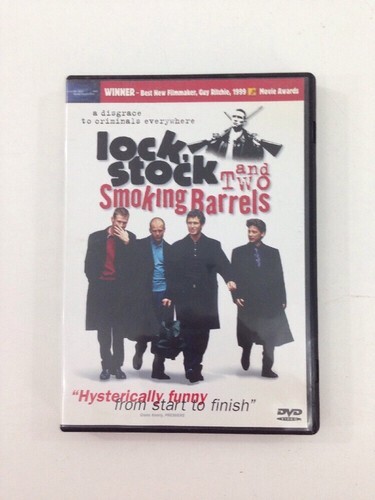 WINNER - Best New Filmmaker, Guy Ritchie, 1999 Movie Awards
a disgrace
to criminals everywhere
lock,
stock and
TWO
Smoking Barrels
"Hysterically funny
from start to finish"
DVD